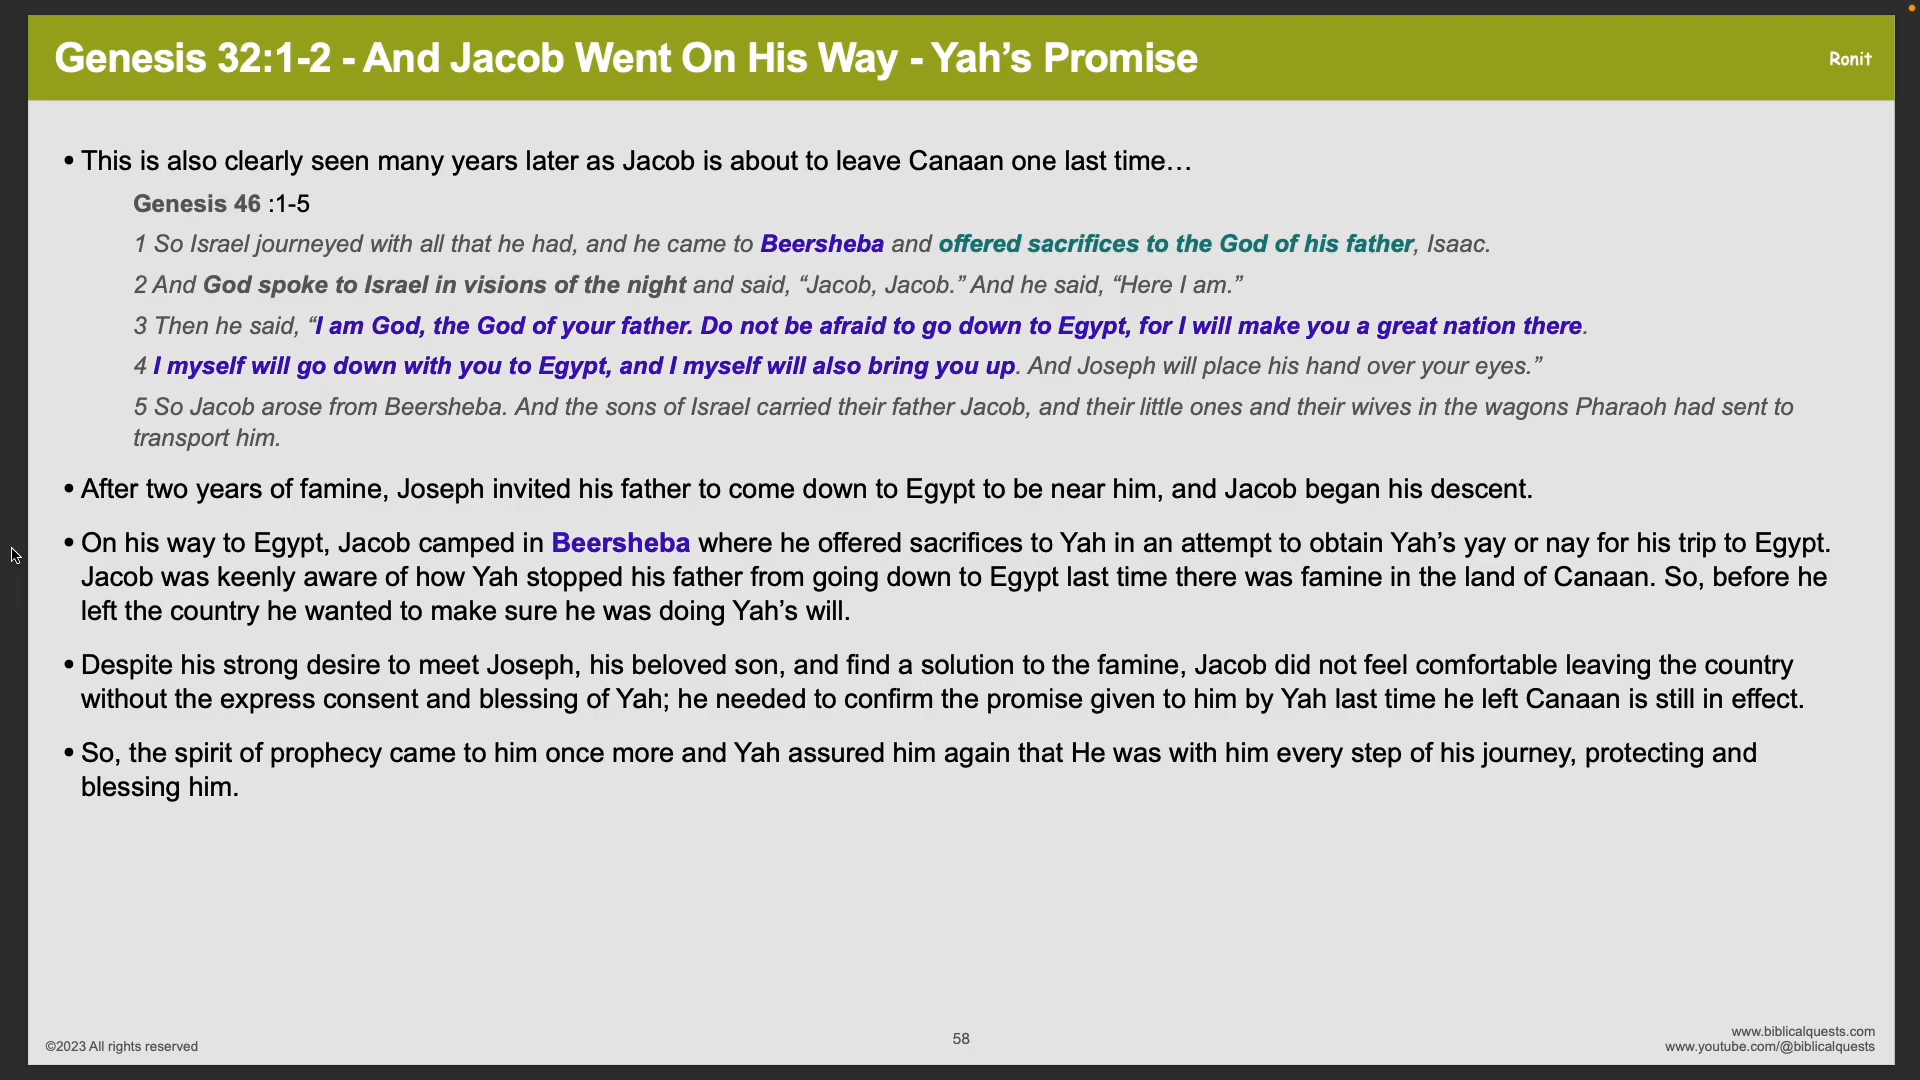 Genesis 32:1-2 - And Jacob Went On His Way - Yah’s Promise
Ronit
• This is also clearly seen many years later as Jacob is about to leave Canaan one last time…
Genesis 46 :1-5
1 So Israel journeyed with all that he had, and he came to Beersheba and offered sacrifices to the God of his father, Isaac.
2 And God spoke to Israel in visions of the night and said, “Jacob, Jacob.” And he said, “Here I am.”
3 Then he said, “I am God, the God of your father. Do not be afraid to go down to Egypt, for I will make you a great nation there.
4 I myself will go down with you to Egypt, and I myself will also bring you up. And Joseph will place his hand over your eyes.”
5 So Jacob arose from Beersheba. And the sons of Israel carried their father Jacob, and their little ones and their wives in the wagons Pharaoh had sent to
transport him.
• After two years of famine, Joseph invited his father to come down to Egypt to be near him, and Jacob began his descent.
• On his way to Egypt, Jacob camped in Beersheba where he offered sacrifices to Yah in an attempt to obtain Yah’s yay or nay for his trip to Egypt.
Jacob was keenly aware of how Yah stopped his father from going down to Egypt last time there was famine in the land of Canaan. So, before he
left the country he wanted to make sure he was doing Yah’s will.
• Despite his strong desire to meet Joseph, his beloved son, and find a solution to the famine, Jacob did not feel comfortable leaving the country
without the express consent and blessing of Yah; he needed to confirm the promise given to him by Yah last time he left Canaan is still in effect.
• So, the spirit of prophecy came to him once more and Yah assured him again that He was with him every step of his journey, protecting and
blessing him.
©2023 All rights reserved
58
www.biblicalquests.com
www.youtube.com/@biblicalquests